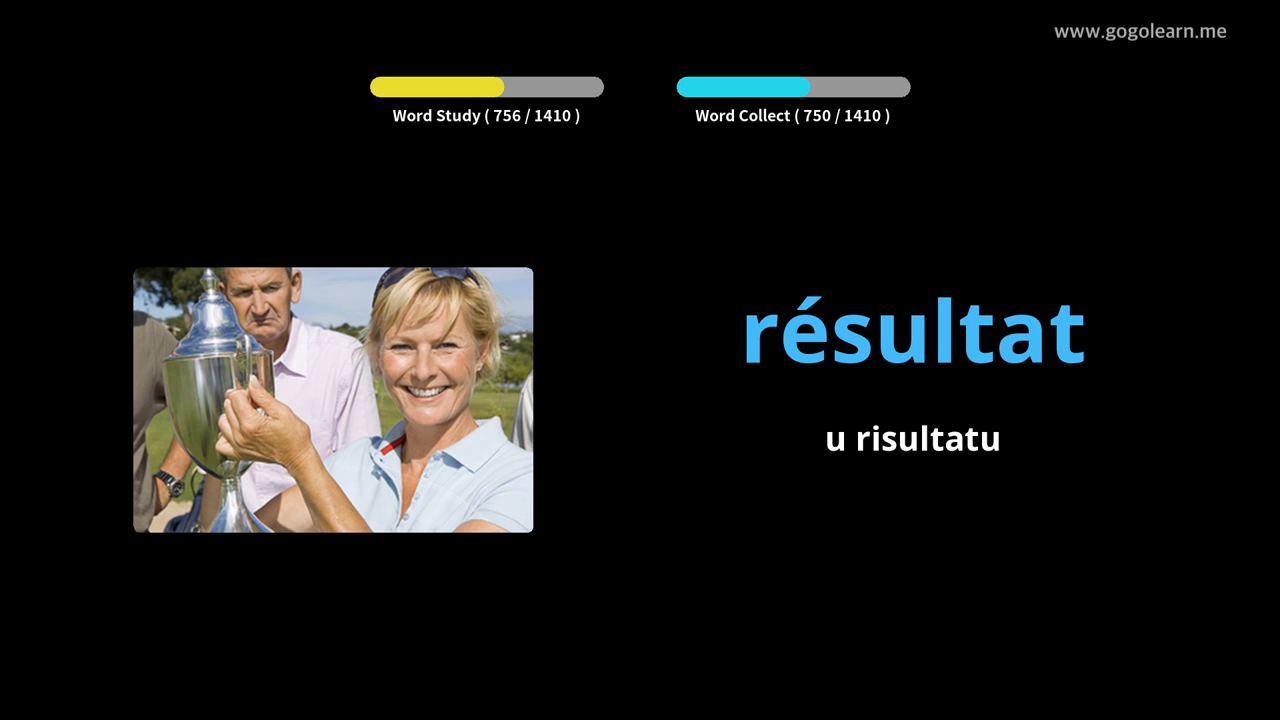 www.gogolearn.me
Word Study ( 756 / 1410 )
Word Collect ( 750 / 1410 )
résultat
u risultatu